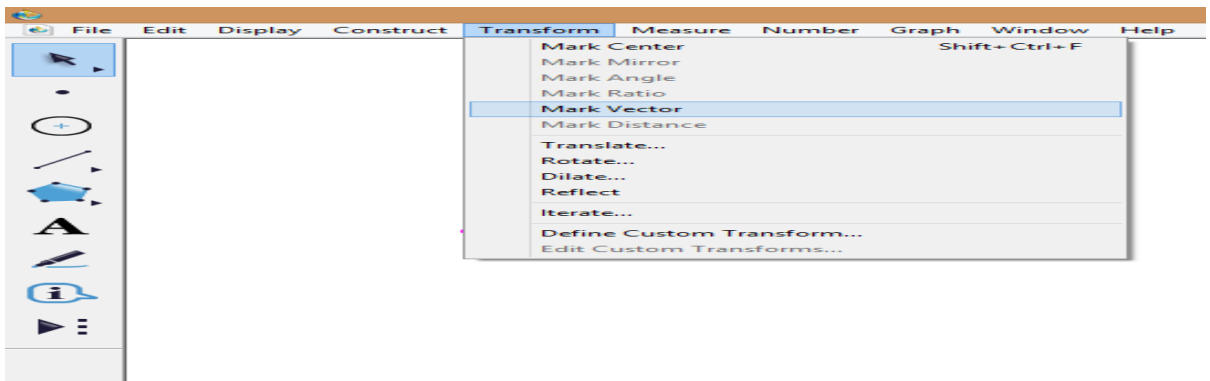 File Edit Display Construct Transform Measure Number Graph Window Help
Mark Center Shift+Ctrl+F
Mark Mirror
Mark Angle
Mark Ratio
Mark Vector
Mark Distance
Translate...
Rotate...
Dilate...
Reflect
Iterate...
Define Custom Transform...
Edit Custom Transforms...
A
i